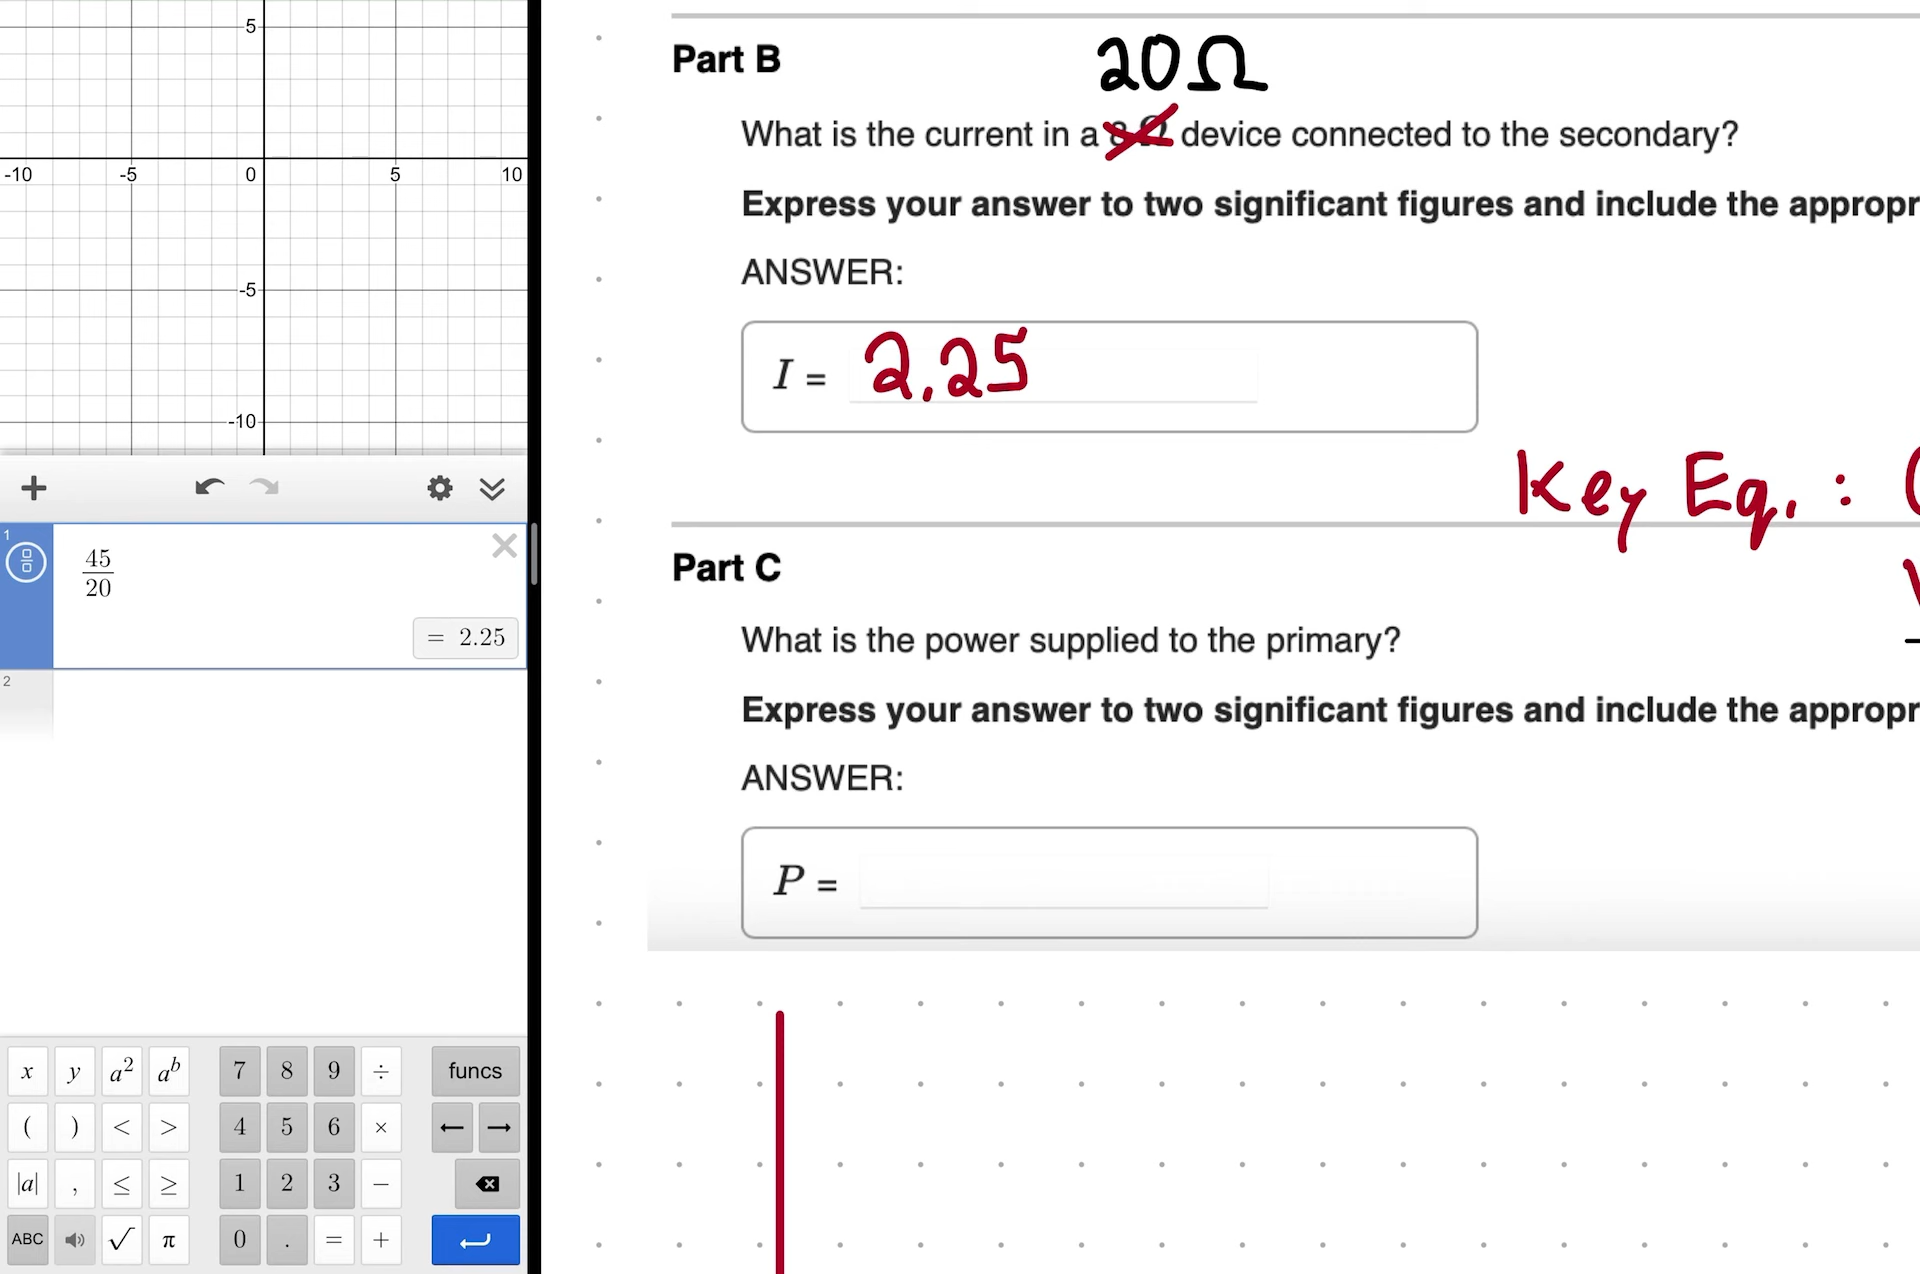 5
-10 -5 0 5 10
-5
-10
1
45
20
= 2.25
2
x y a² aᵇ 7 8 9 ÷ funcs
( ) < > 4 5 6 × ← →
|a| , ≤ ≥ 1 2 3 −
ABC √ π 0 . = +
Part B
20Ω
What is the current in a 8 Ω device connected to the secondary?
Express your answer to two significant figures and include the appropr
ANSWER:
I = 2.25
Key Eq. :
Part C
What is the power supplied to the primary?
Express your answer to two significant figures and include the appropr
ANSWER:
P =